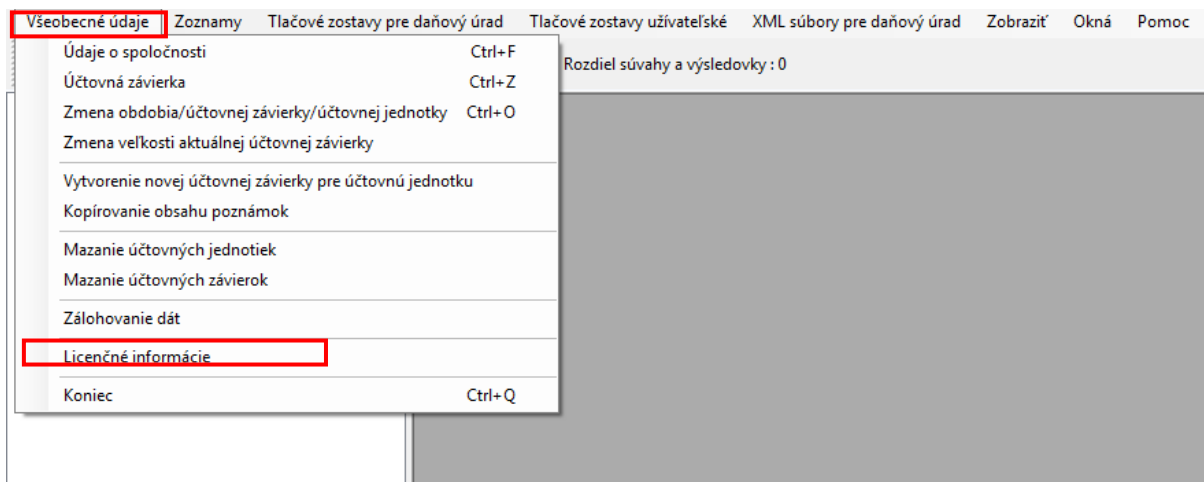 Všeobecné údaje Zoznamy Tlačové zostavy pre daňový úrad Tlačové zostavy užívateľské XML súbory pre daňový úrad Zobraziť Okná Pomoc
Údaje o spoločnosti Ctrl+F
Rozdiel súvahy a výsledovky : 0
Účtovná závierka Ctrl+Z
Zmena obdobia/účtovnej závierky/účtovnej jednotky Ctrl+O
Zmena veľkosti aktuálnej účtovnej závierky
Vytvorenie novej účtovnej závierky pre účtovnú jednotku
Kopírovanie obsahu poznámok
Mazanie účtovných jednotiek
Mazanie účtovných závierok
Zálohovanie dát
Licenčné informácie
Koniec Ctrl+Q